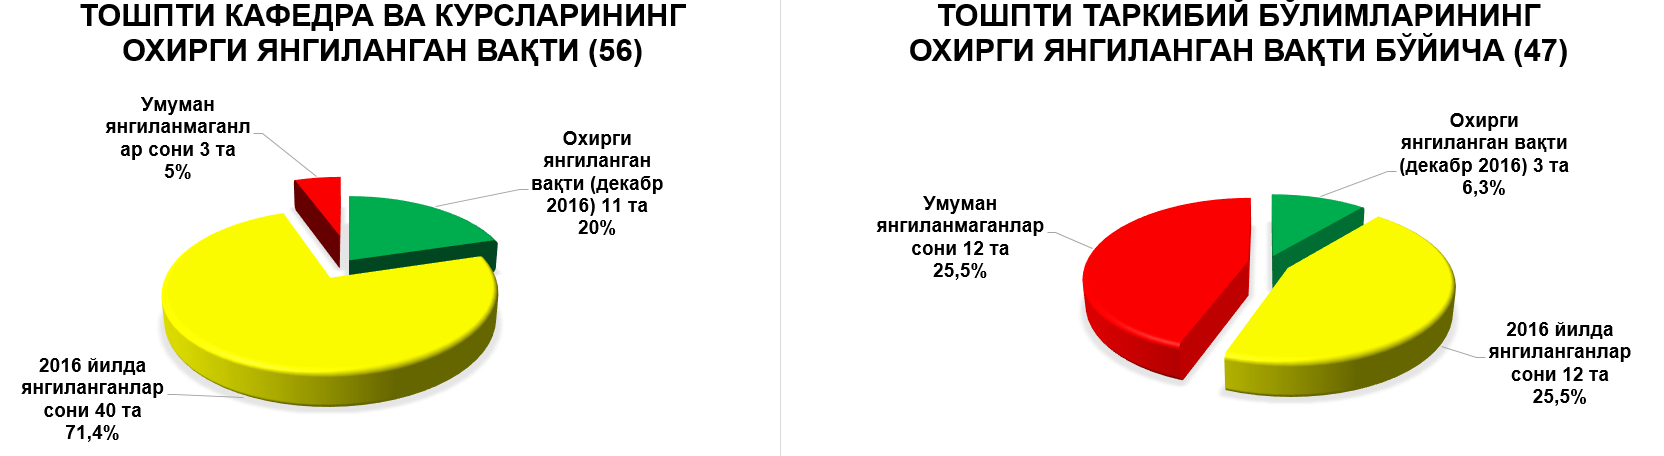 ТОШПТИ КАФЕДРА ВА КУРСЛАРИНИНГ
ОХИРГИ ЯНГИЛАНГАН ВАҚТИ (56)
Умуман
янгиланмаганл
ар сони 3 та
5%
Охирги
янгиланган
вақти (декабр
2016) 11 та
20%
2016 йилда
янгиланганлар
сони 40 та
71,4%
ТОШПТИ ТАРКИБИЙ БЎЛИМЛАРИНИНГ
ОХИРГИ ЯНГИЛАНГАН ВАҚТИ БЎЙИЧА (47)
Охирги
янгиланган вақти
(декабр 2016) 3 та
6,3%
Умуман
янгиланмаганлар
сони 12 та
25,5%
2016 йилда
янгиланганлар
сони 12 та
25,5%